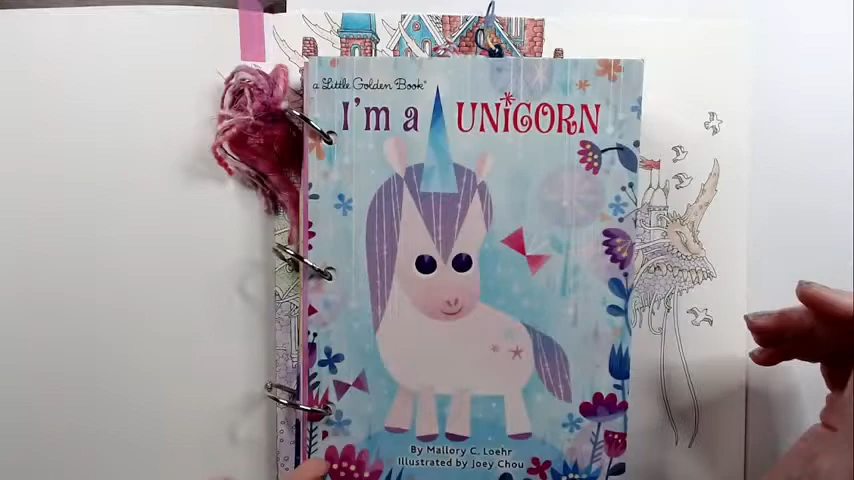 a Little Golden Book®
I'm a UNICORN
By Mallory C. Loehr
Illustrated by Joey Chou